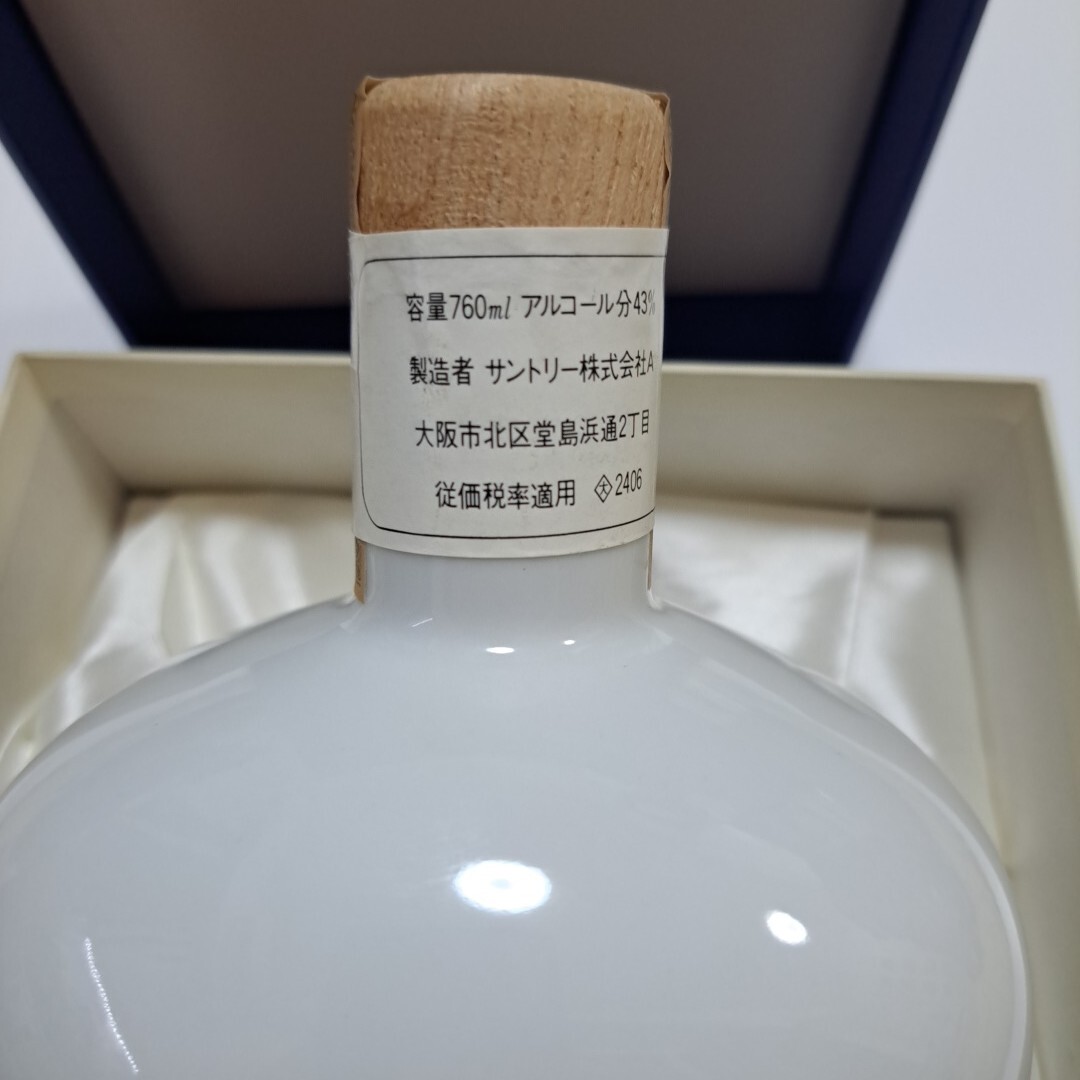 容量760ml アルコール分43%
製造者 サントリー株式会社A
大阪市北区堂島浜通2丁目
従価税率適用 大2406